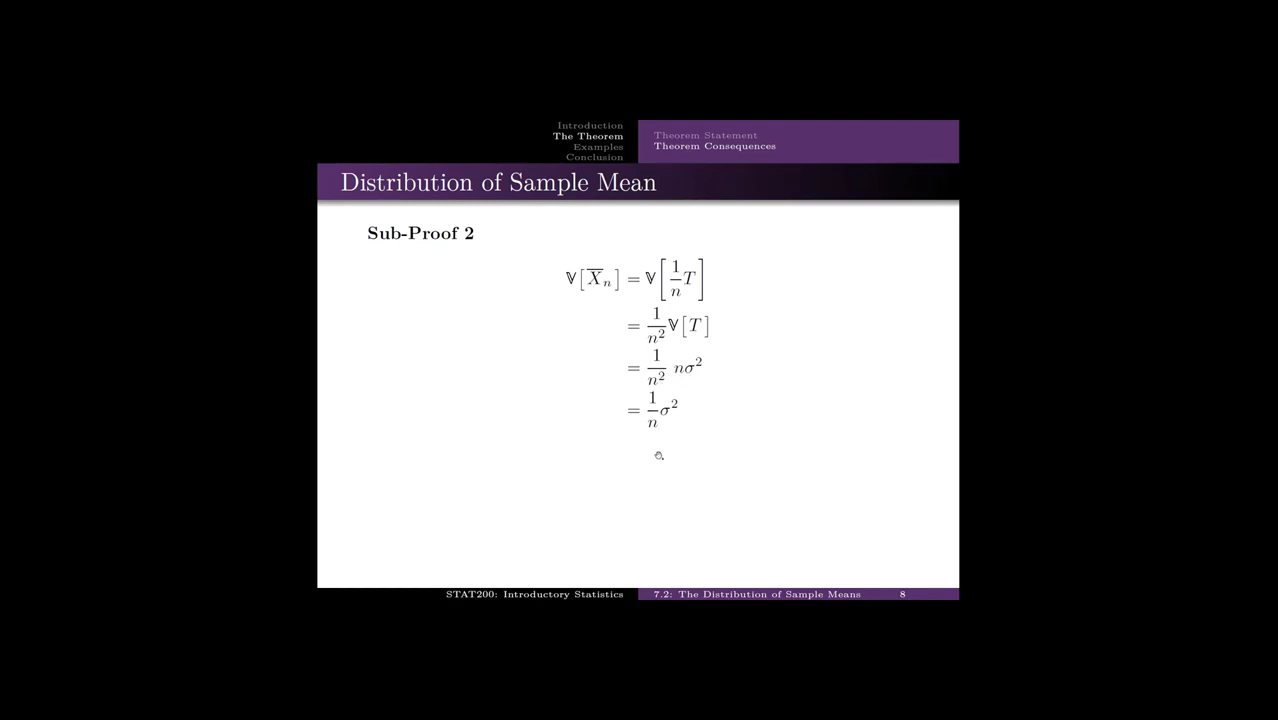 Introduction
The Theorem
Examples
Conclusion
Theorem Statement
Theorem Consequences
Distribution of Sample Mean
Sub-Proof 2
𝕍[X̅ₙ] = 𝕍[1/n T]
= 1/n² 𝕍[T]
= 1/n² nσ²
= 1/n σ²
STAT200: Introductory Statistics
7.2: The Distribution of Sample Means 8